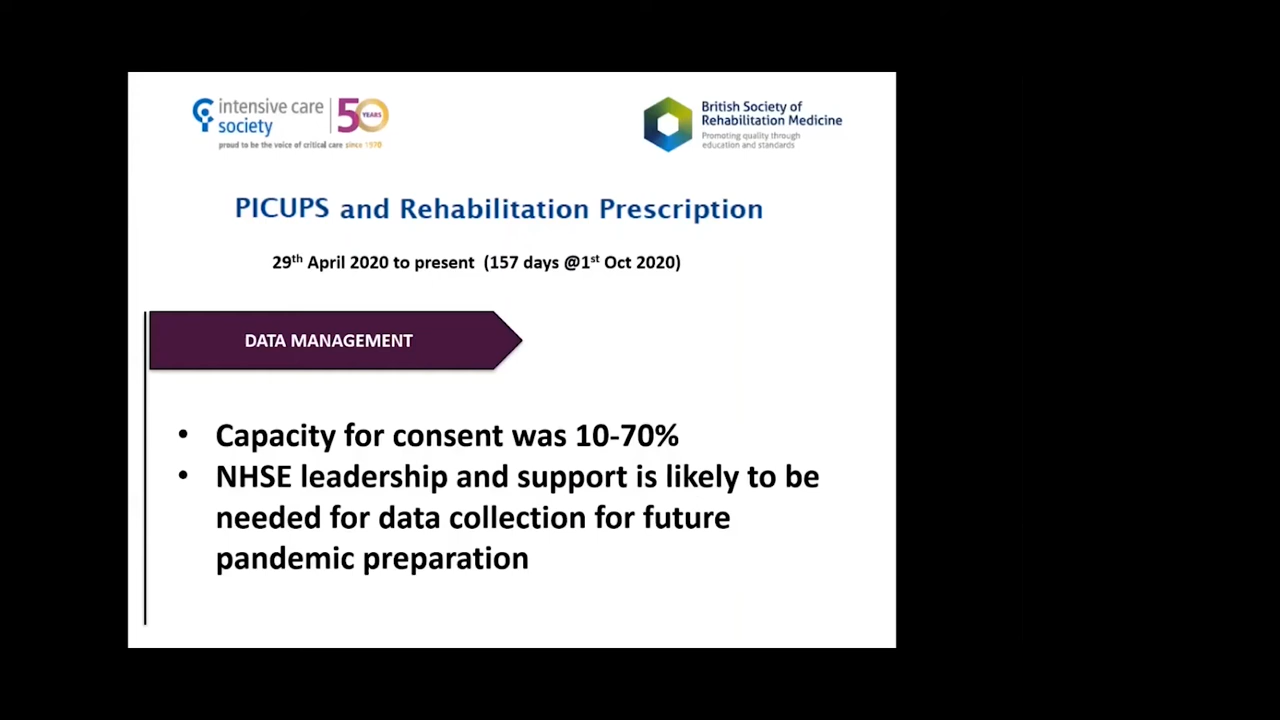 intensive care
society
50
YEARS
proud to be the voice of critical care since 1970
British Society of
Rehabilitation Medicine
Promoting quality through
education and standards
PICUPS and Rehabilitation Prescription
29th April 2020 to present (157 days @1st Oct 2020)
DATA MANAGEMENT
• Capacity for consent was 10-70%
• NHSE leadership and support is likely to be
needed for data collection for future
pandemic preparation